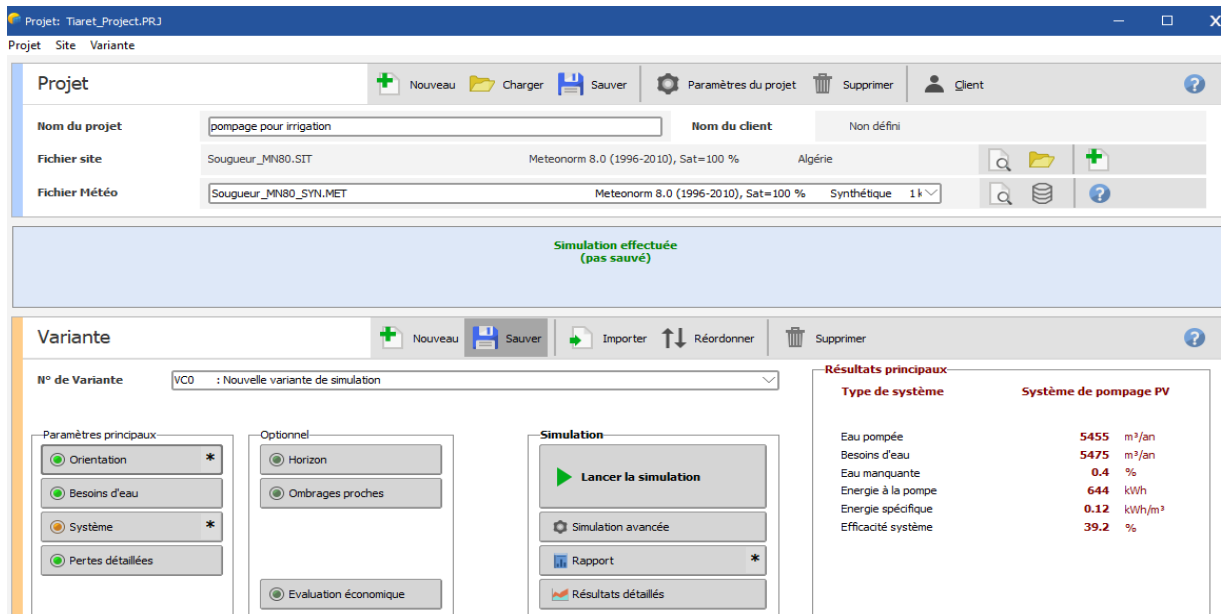 Projet: Tiaret_Project.PRJ
Projet Site Variante
Projet Nouveau Charger Sauver Paramètres du projet Supprimer Client
Nom du projet pompage pour irrigation Nom du client Non défini
Fichier site Sougueur_MN80.SIT Meteonorm 8.0 (1996-2010), Sat=100 % Algérie
Fichier Météo Sougueur_MN80_SYN.MET Meteonorm 8.0 (1996-2010), Sat=100 % Synthétique 1 k
Simulation effectuée
(pas sauvé)
Variante Nouveau Sauver Importer Réordonner Supprimer
N° de Variante VC0 : Nouvelle variante de simulation
Résultats principaux
Type de système Système de pompage PV
Eau pompée 5455 m³/an
Besoins d'eau 5475 m³/an
Eau manquante 0.4 %
Energie à la pompe 644 kWh
Energie spécifique 0.12 kWh/m³
Efficacité système 39.2 %
Paramètres principaux
Orientation *
Besoins d'eau
Système *
Pertes détaillées
Optionnel
Horizon
Ombrages proches
Evaluation économique
Simulation
Lancer la simulation
Simulation avancée
Rapport *
Résultats détaillés